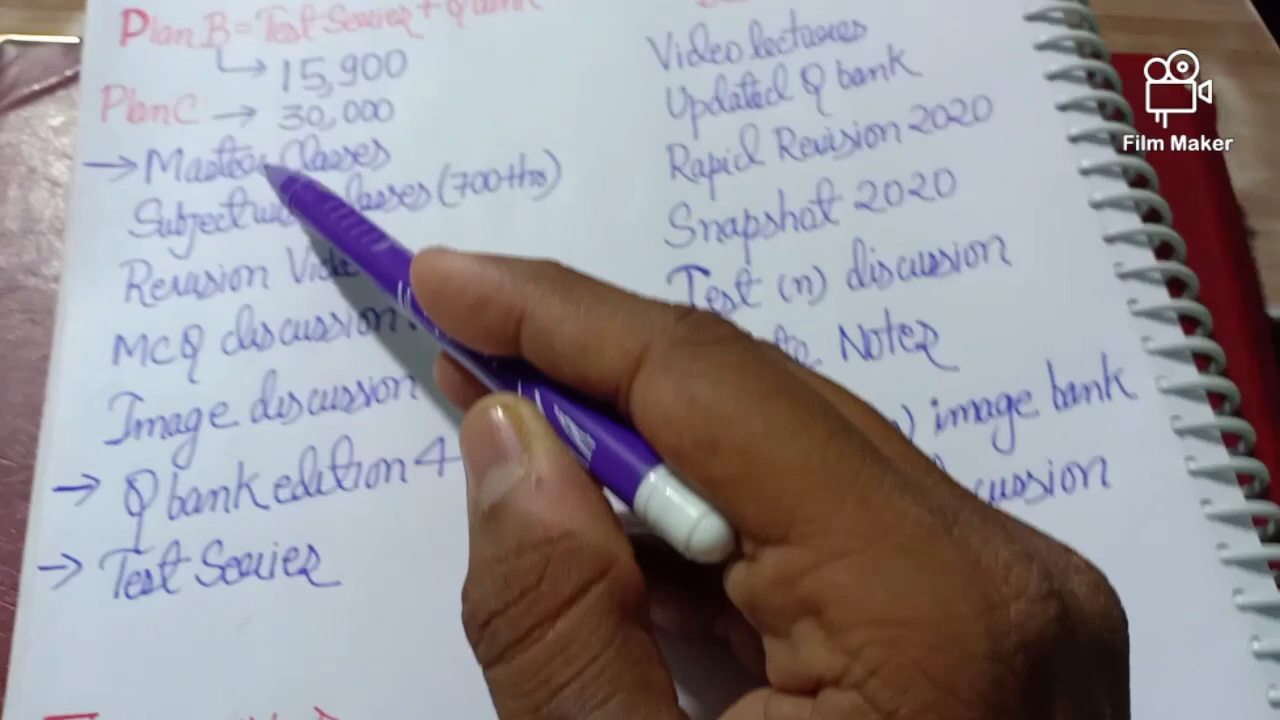 Plan B = Test Series + Q bank
↳ 15,900
Plan C → 30,000
→ Master Classes
Subject classes (700+hrs)
Revision
MCQ discussion
Image discussion
→ Q bank edition 4
→ Test Series
Video lectures
Updated Q bank
Rapid Revision 2020
Snapshot 2020
Test (n) discussion
Notes
image bank
Film Maker